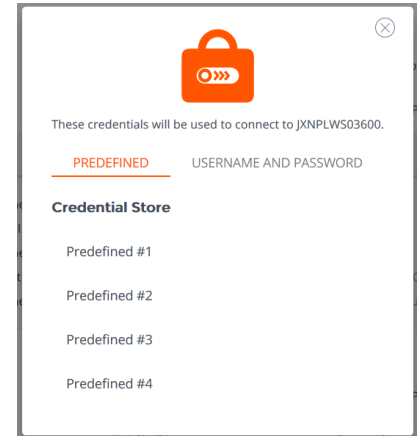 These credentials will be used to connect to JXNPLWS03600.
PREDEFINED USERNAME AND PASSWORD
Credential Store
Predefined #1
Predefined #2
Predefined #3
Predefined #4